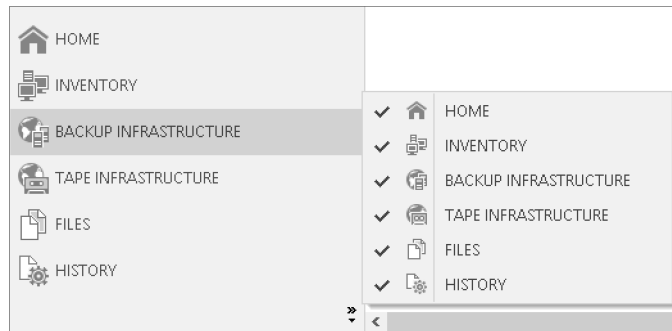 HOME
INVENTORY
BACKUP INFRASTRUCTURE
TAPE INFRASTRUCTURE
FILES
HISTORY
HOME
INVENTORY
BACKUP INFRASTRUCTURE
TAPE INFRASTRUCTURE
FILES
HISTORY